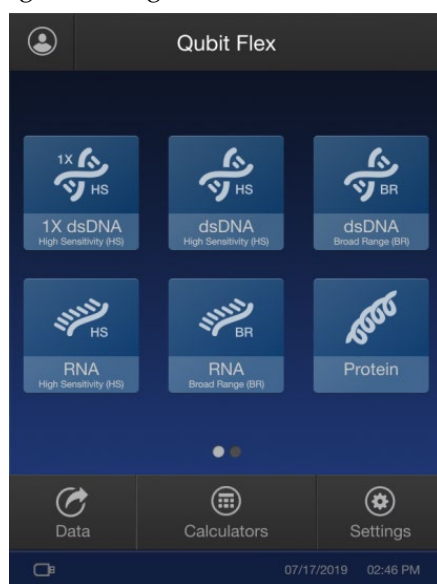 Qubit Flex
1X HS
HS
BR
1X dsDNA
High Sensitivity (HS)
dsDNA
High Sensitivity (HS)
dsDNA
Broad Range (BR)
HS
BR
RNA
High Sensitivity (HS)
RNA
Broad Range (BR)
Protein
Data
Calculators
Settings
07/17/2019 02:46 PM